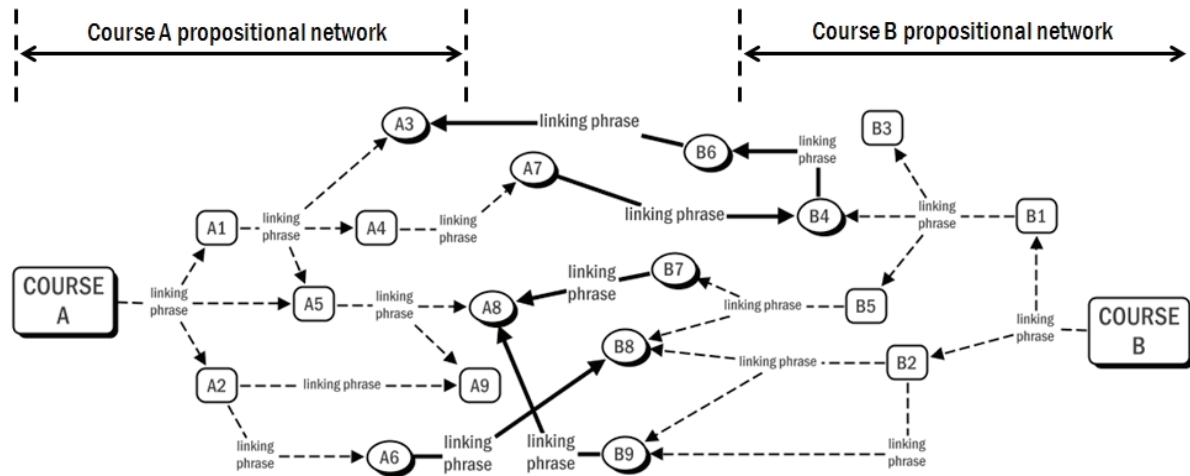 Course A propositional network
Course B propositional network
A3
linking phrase
B6
linking
phrase
B3
A7
linking phrase
B4
linking
phrase
B1
A1
linking
phrase
A4
linking
phrase
COURSE
A
linking
phrase
A5
linking
phrase
A8
linking
phrase
B7
linking phrase
B5
linking
phrase
COURSE
B
A2
linking phrase
A9
B8
linking phrase
B2
linking
phrase
A6
linking
phrase
linking
phrase
B9
linking
phrase